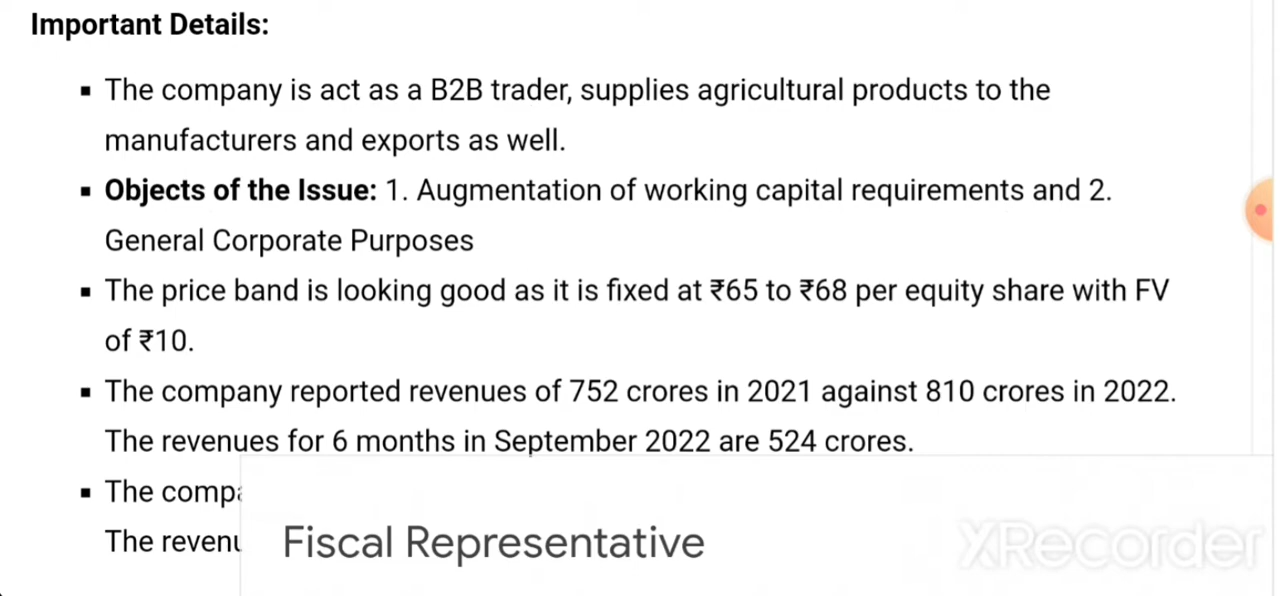 Important Details:
▪ The company is act as a B2B trader, supplies agricultural products to the
manufacturers and exports as well.
▪ Objects of the Issue: 1. Augmentation of working capital requirements and 2.
General Corporate Purposes
▪ The price band is looking good as it is fixed at ₹65 to ₹68 per equity share with FV
of ₹10.
▪ The company reported revenues of 752 crores in 2021 against 810 crores in 2022.
The revenues for 6 months in September 2022 are 524 crores.
▪ The
The
Fiscal Representative
XRecorder